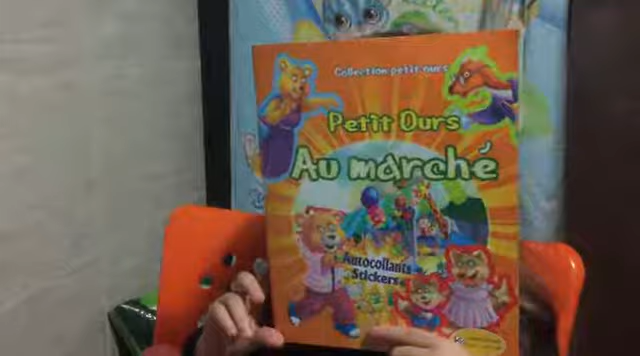 Collection petit ours
Petit Ours
Au marché
Autocollants
Stickers